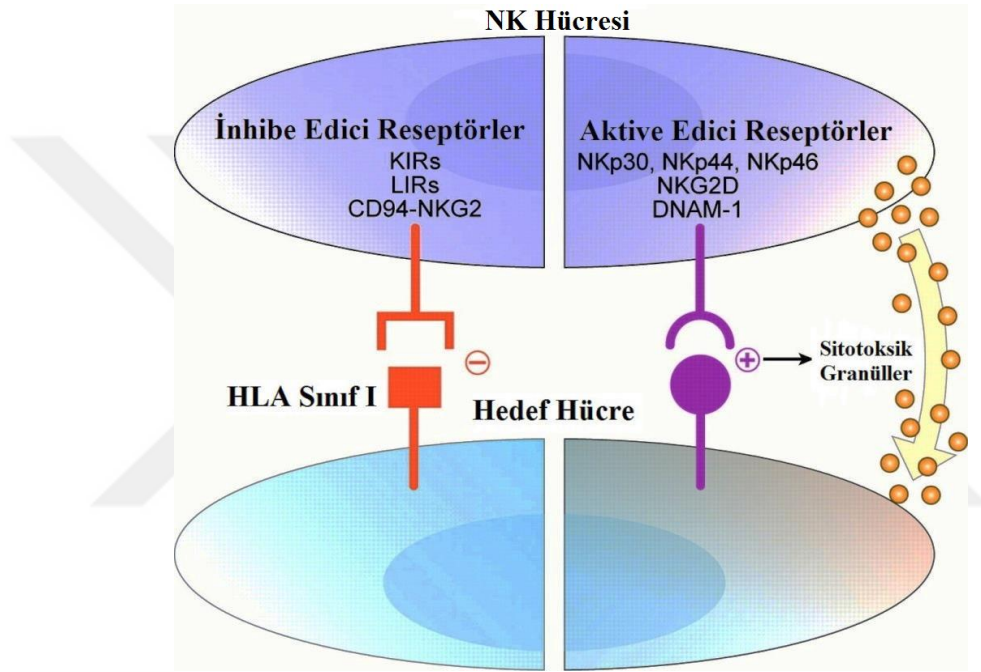 NK Hücresi
İnhibe Edici Reseptörler
KIRs
LIRs
CD94-NKG2
Aktive Edici Reseptörler
NKp30, NKp44, NKp46
NKG2D
DNAM-1
HLA Sınıf I
Hedef Hücre
Sitotoksik
Granüller